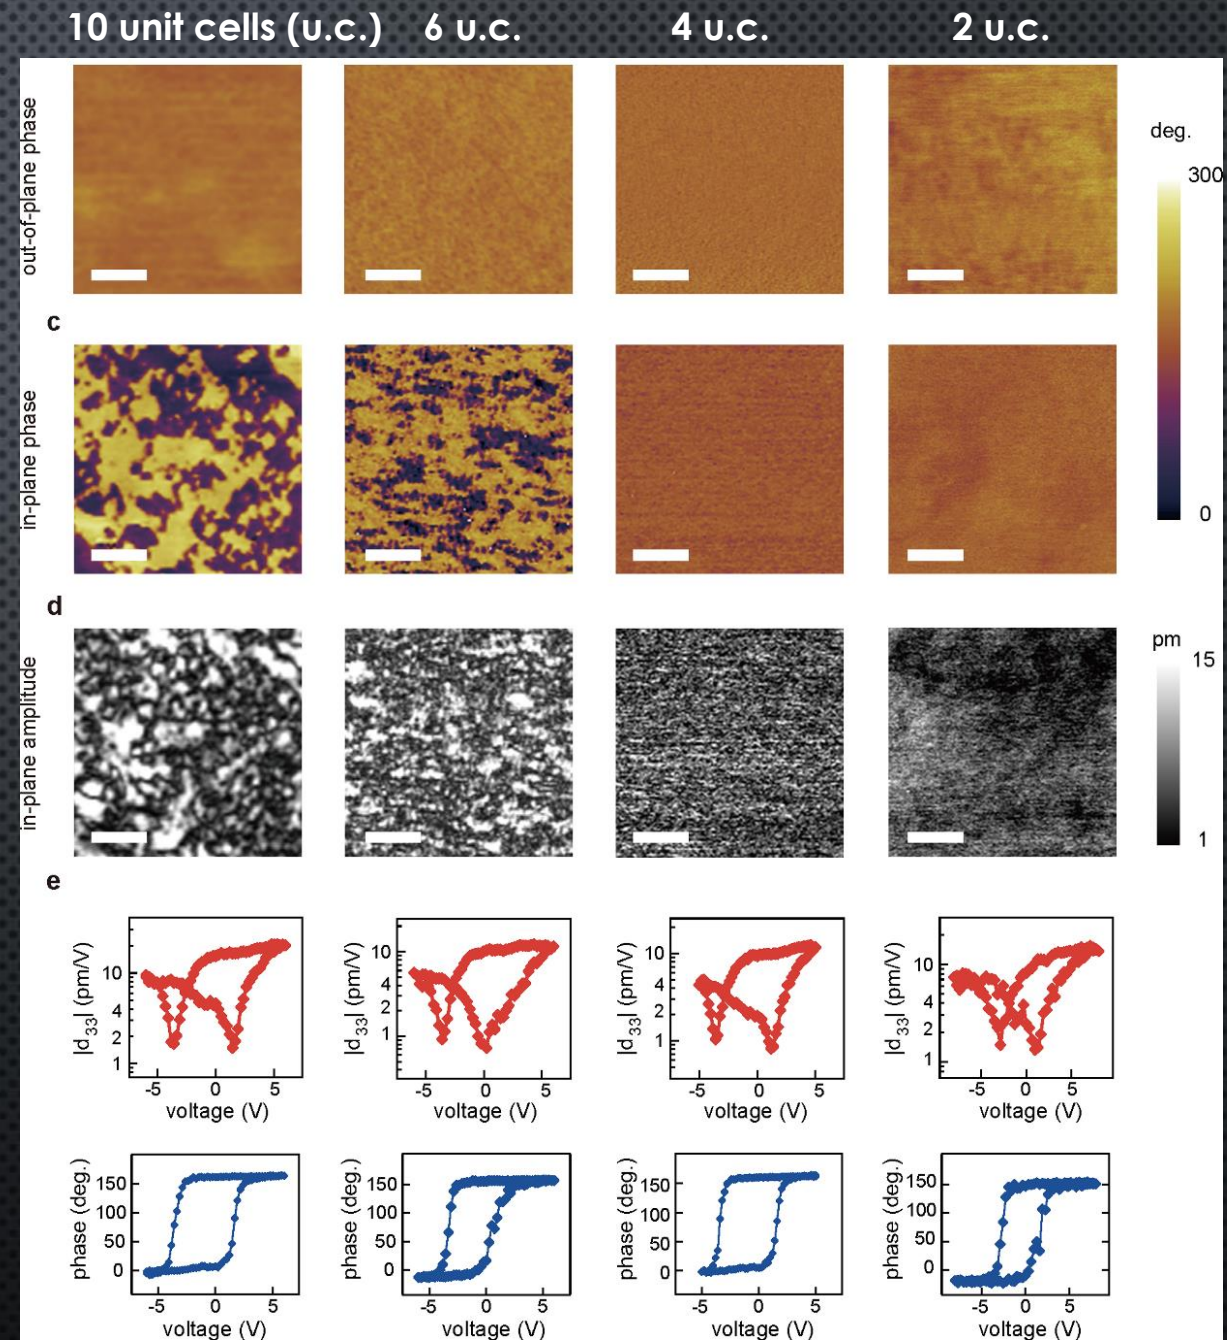 10 unit cells (u.c.) 6 u.c. 4 u.c. 2 u.c.
out-of-plane phase
deg.
300
0
c
in-plane phase
d
in-plane amplitude
pm
15
1
e
|d33| (pm/V)
10
4
2
1
-5 0 5
voltage (V)
|d33| (pm/V)
10
4
2
1
-5 0 5
voltage (V)
|d33| (pm/V)
10
4
2
1
-5 0 5
voltage (V)
|d33| (pm/V)
10
4
2
1
-5 0 5
voltage (V)
phase (deg.)
150
100
50
0
-5 0 5
voltage (V)
phase (deg.)
150
100
50
0
-5 0 5
voltage (V)
phase (deg.)
150
100
50
0
-5 0 5
voltage (V)
phase (deg.)
150
100
50
0
-5 0 5
voltage (V)